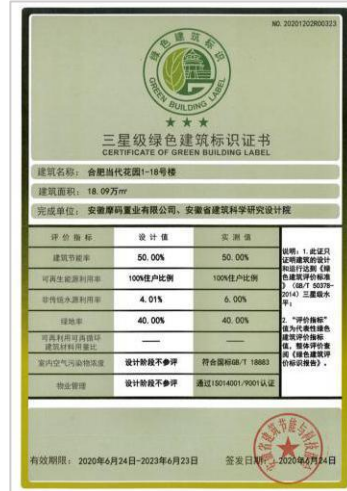 NO. 20201202R00323
绿色建筑标识
GREEN BUILDING LABEL
★★★
三星级绿色建筑标识证书
CERTIFICATE OF GREEN BUILDING LABEL
建筑名称： 合肥当代花园1-18号楼
建筑面积： 18.09万㎡
完成单位： 安徽摩码置业有限公司、安徽省建筑科学研究设计院
评价指标 设计值 实测值
建筑节能率 50.00% 50.00%
可再生能源利用率 100%住户比例 100%住户比例
非传统水源利用率 4.01% 6.00%
绿地率 40.00% 40.00%
可再利用可再循环
建筑材料用量比 —— ——
室内空气污染物浓度 设计阶段不参评 符合国标GB/T 18883
物业管理 设计阶段不参评 通过ISO14001/9001认证
说明：1.此证只
证明建筑的设计
和运行达到《绿
色建筑评价标准
》（GB/T 50378-
2014）三星级水
平；
2. “评价指标”
值为代表性绿色
建筑评价指标
值，整体评价查
阅《绿色建筑评
价标识报告》。
有效期限： 2020年6月24日-2023年6月23日
签发日期： 2020年6月24日